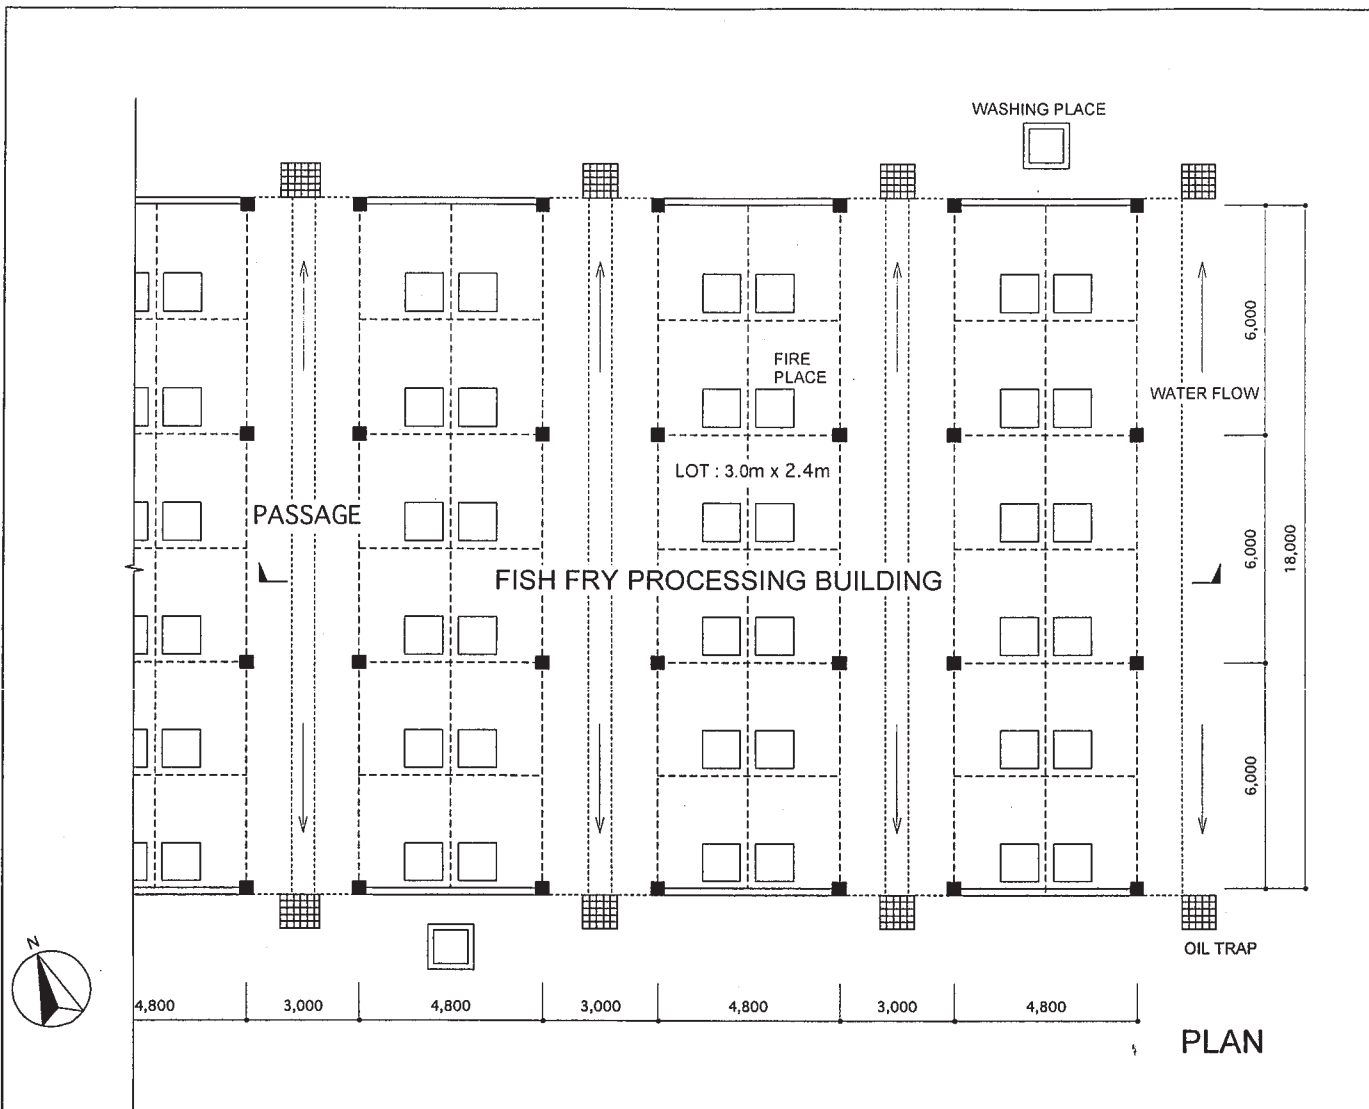 WASHING PLACE
6,000
FIRE
PLACE
WATER FLOW
LOT : 3.0m x 2.4m
PASSAGE
6,000
18,000
FISH FRY PROCESSING BUILDING
6,000
N
OIL TRAP
4,800
3,000
4,800
3,000
4,800
3,000
4,800
PLAN